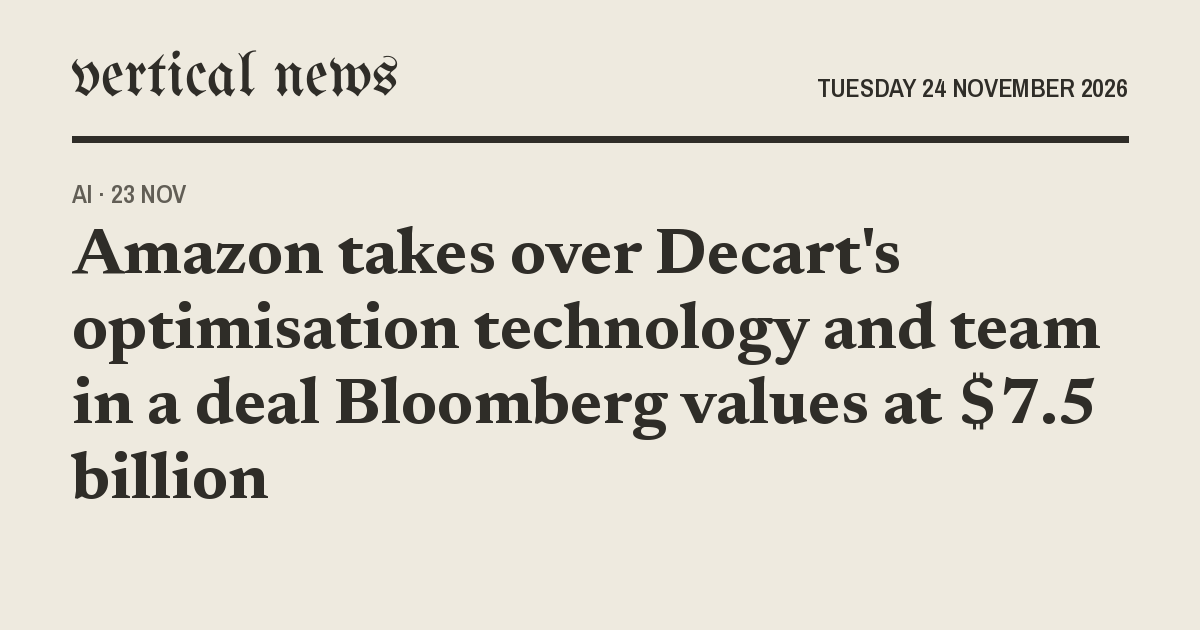 vertical news
TUESDAY 24 NOVEMBER 2026
AI · 23 NOV
Amazon takes over Decart's
optimisation technology and team
in a deal Bloomberg values at $7.5
billion